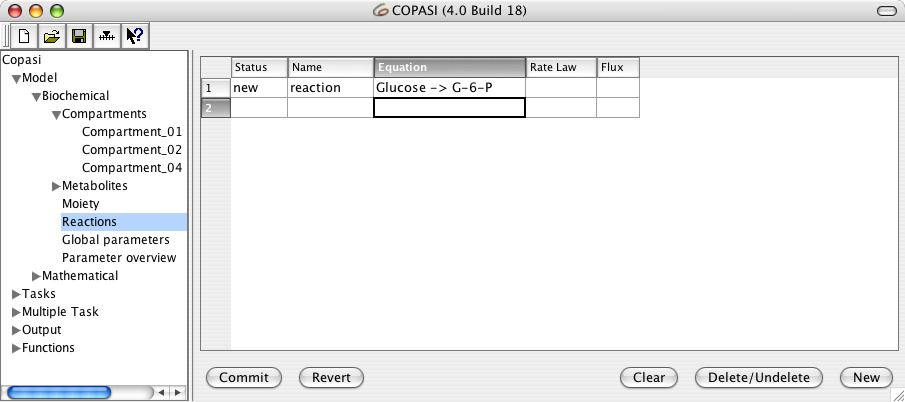 COPASI (4.0 Build 18)
Copasi
Model
Biochemical
Compartments
Compartment_01
Compartment_02
Compartment_04
Metabolites
Moiety
Reactions
Global parameters
Parameter overview
Mathematical
Tasks
Multiple Task
Output
Functions
Status Name Equation Rate Law Flux
1 new reaction Glucose -> G-6-P
2
Commit Revert Clear Delete/Undelete New